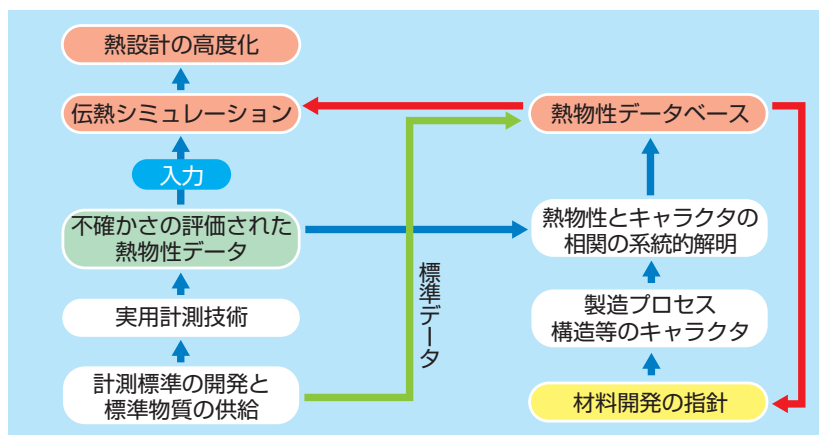 熱設計の高度化
伝熱シミュレーション
入力
不確かさの評価された
熱物性データ
実用計測技術
計測標準の開発と
標準物質の供給
標準データ
熱物性データベース
熱物性とキャラクタの
相関の系統的解明
製造プロセス
構造等のキャラクタ
材料開発の指針